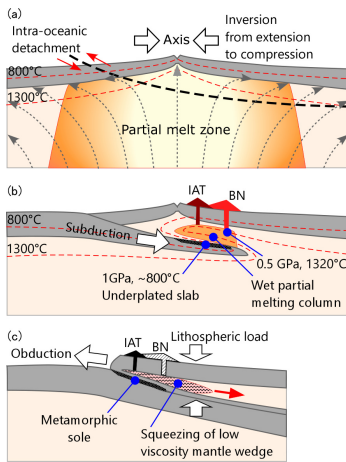 (a)
Intra-oceanic
detachment
Axis
Inversion
from extension
to compression
800°C
1300°C
Partial melt zone
(b)
IAT
BN
800°C
Subduction
1300°C
0.5 GPa, 1320°C
1GPa, ~800°C
Underplated slab
Wet partial
melting column
(c)
Lithospheric load
IAT
BN
Obduction
Metamorphic
sole
Squeezing of low
viscosity mantle wedge